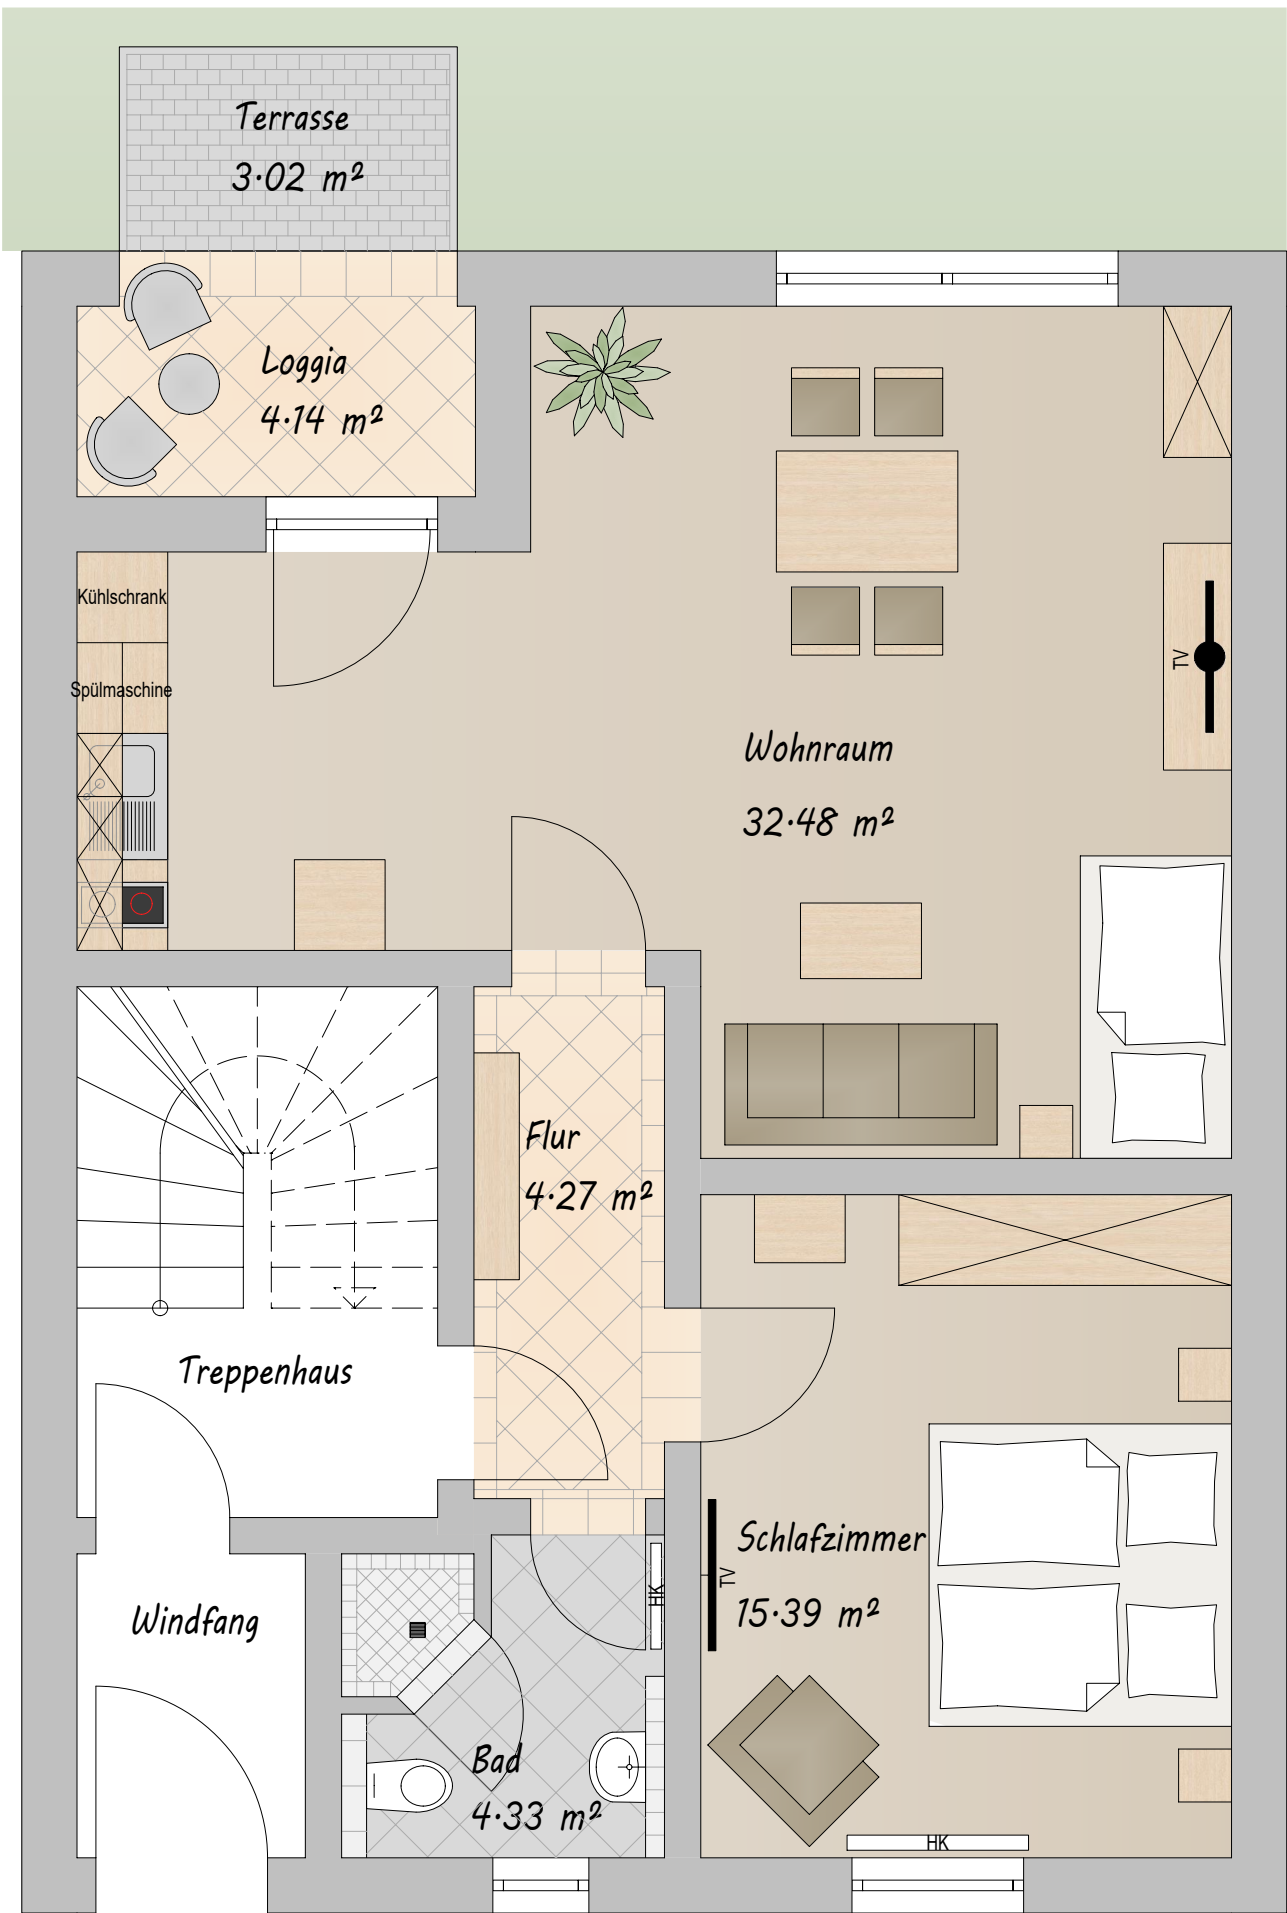 Terrasse
3.02 m²
Loggia
4.14 m²
Kühlschrank
Spülmaschine
TV
Wohnraum
32.48 m²
Flur
4.27 m²
Treppenhaus
Schlafzimmer
TV
15.39 m²
HK
Windfang
Bad
4.33 m²
HK